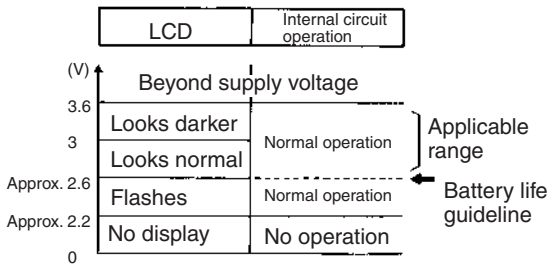 LCD
Internal circuit
operation
(V)
Beyond supply voltage
3.6
Looks darker
3
Normal operation
Applicable
range
Looks normal
Approx. 2.6
Flashes
Normal operation
Battery life
guideline
Approx. 2.2
No display
No operation
0